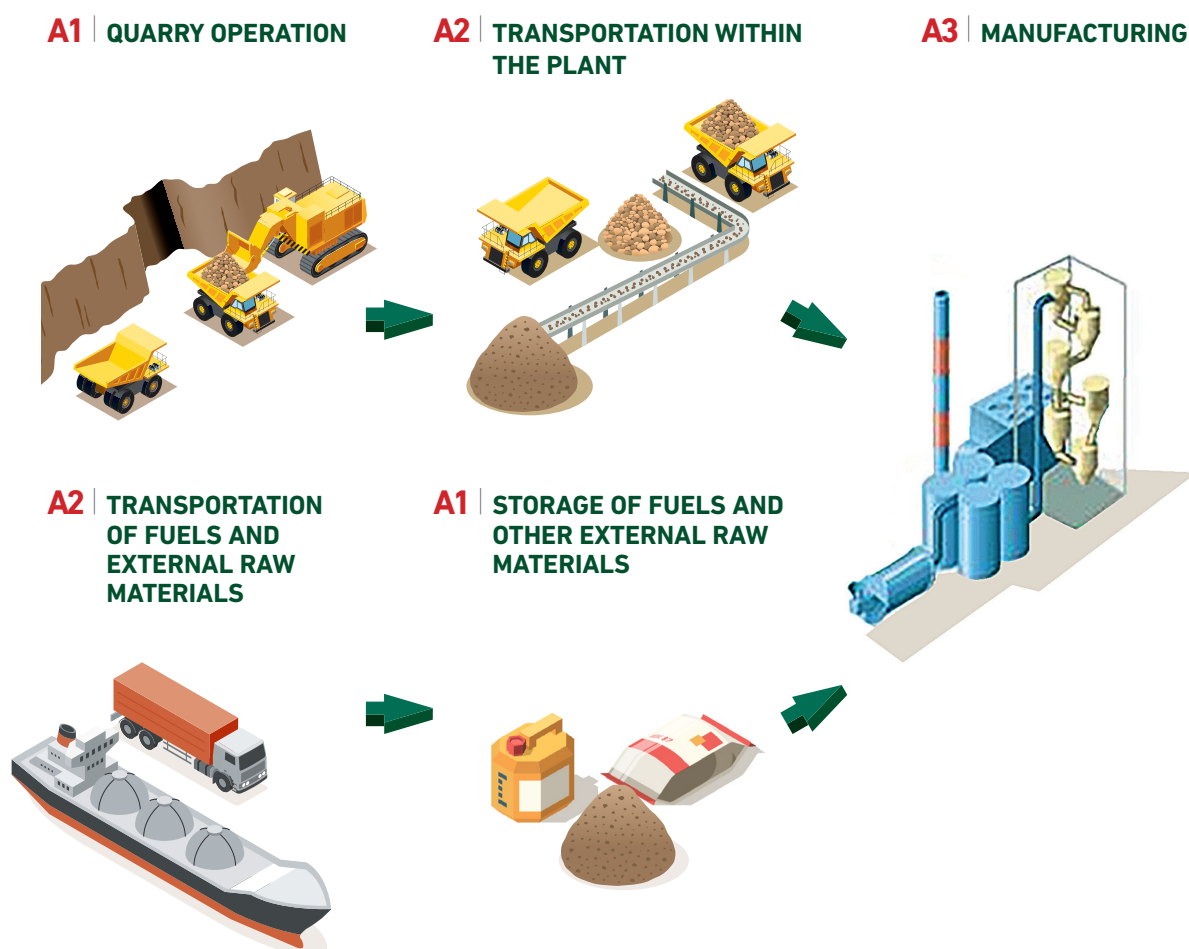 A1 QUARRY OPERATION
A2 TRANSPORTATION WITHIN
THE PLANT
A3 MANUFACTURING
A2 TRANSPORTATION
OF FUELS AND
EXTERNAL RAW
MATERIALS
A1 STORAGE OF FUELS AND
OTHER EXTERNAL RAW
MATERIALS